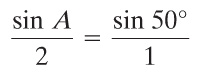 sin A / 2 = sin 50° / 1